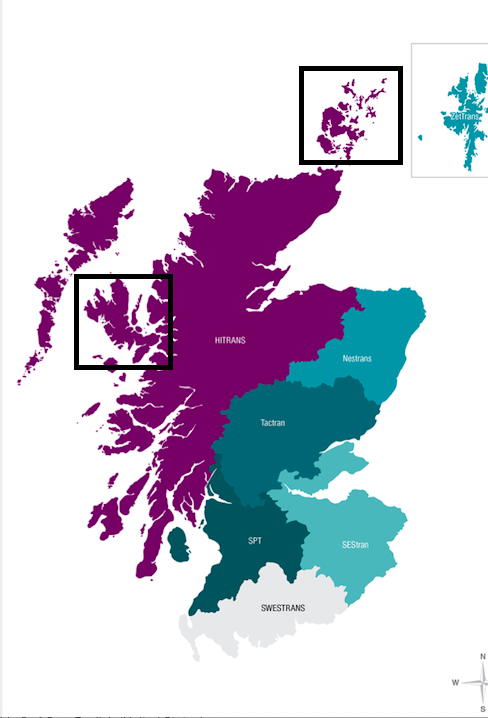 ZetTrans
HITRANS
Nestrans
Tactran
SPT
SEStran
SWESTRANS
N
W
S